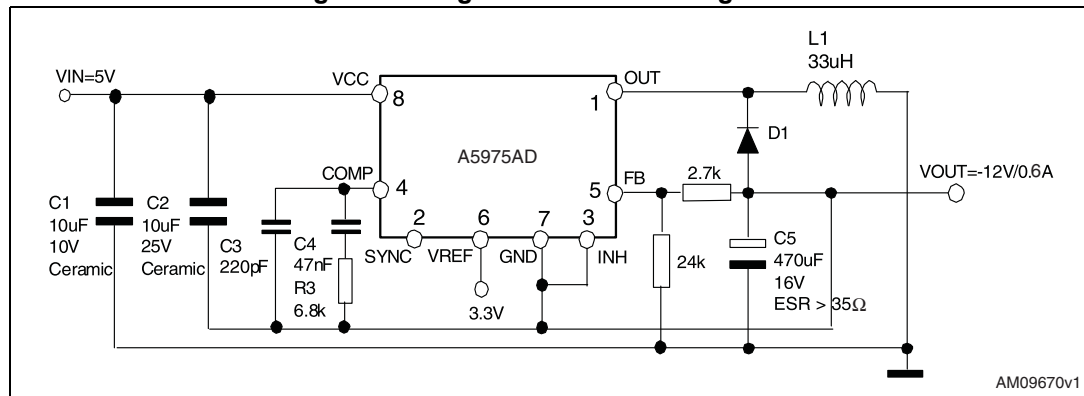 L1
33uH
VIN=5V
VCC
8
OUT
1
D1
A5975AD
COMP
4
5
FB
2.7k
VOUT=-12V/0.6A
C1
10uF
10V
Ceramic
C2
10uF
25V
Ceramic
C3
220pF
C4
47nF
R3
6.8k
2
SYNC
6
VREF
7
GND
3
INH
3.3V
24k
C5
470uF
16V
ESR > 35Ω
AM09670v1